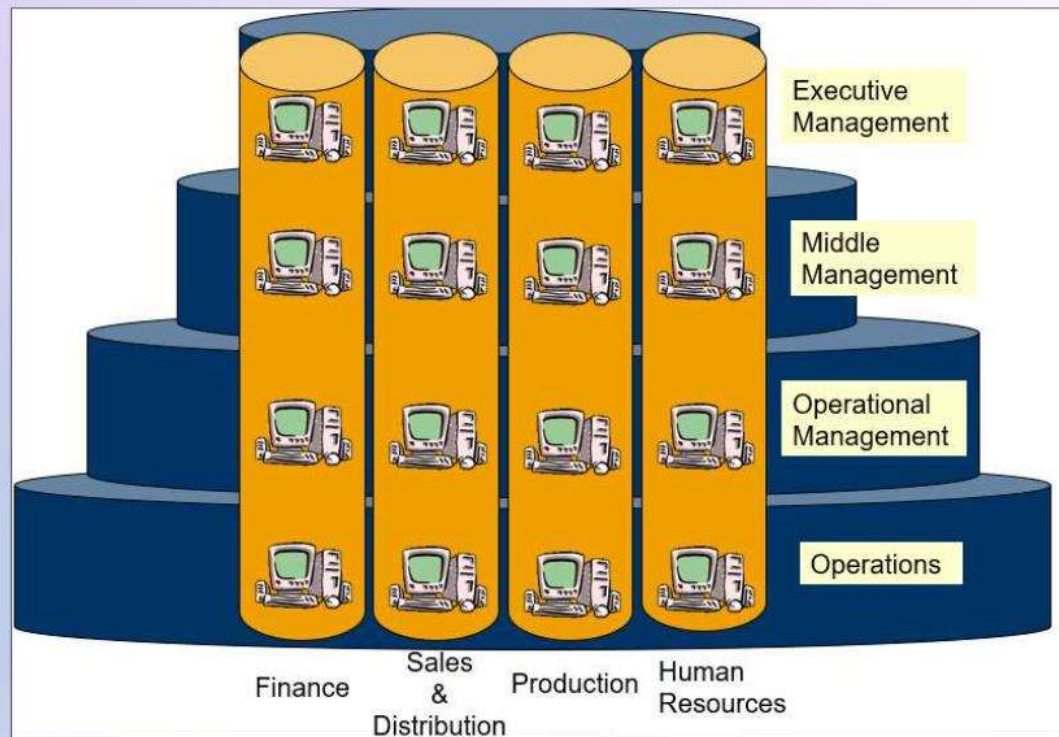 Executive
Management
Middle
Management
Operational
Management
Operations
Finance
Sales
&
Distribution
Production
Human
Resources